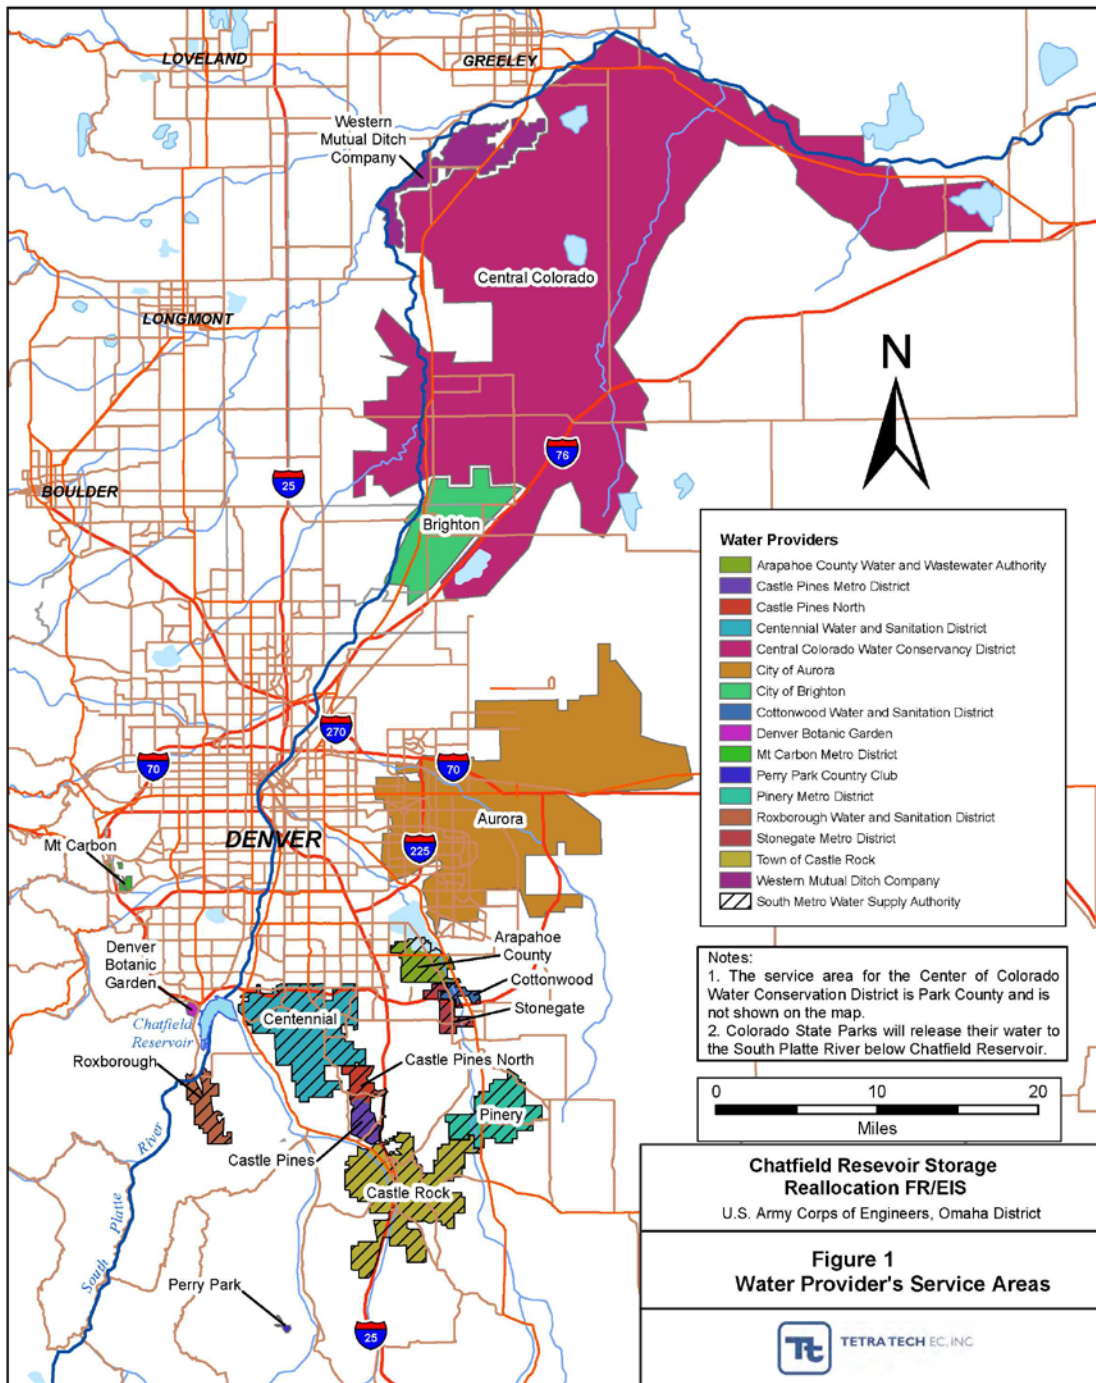 LOVELAND
GREELEY
Western
Mutual Ditch
Company
Central Colorado
LONGMONT
N
76
BOULDER
25
Brighton
Water Providers
Arapahoe County Water and Wastewater Authority
Castle Pines Metro District
Castle Pines North
Centennial Water and Sanitation District
Central Colorado Water Conservancy District
City of Aurora
City of Brighton
Cottonwood Water and Sanitation District
Denver Botanic Garden
Mt Carbon Metro District
Perry Park Country Club
Pinery Metro District
Roxborough Water and Sanitation District
Stonegate Metro District
Town of Castle Rock
Western Mutual Ditch Company
South Metro Water Supply Authority
270
70
70
Aurora
DENVER
225
Mt Carbon
Denver
Botanic
Garden
Arapahoe
County
Cottonwood
Stonegate
Centennial
Chatfield
Reservoir
Roxborough
Castle Pines North
Pinery
Castle Pines
Castle Rock
South Platte River
Perry Park
25
Notes:
1. The service area for the Center of Colorado
Water Conservation District is Park County and is
not shown on the map.
2. Colorado State Parks will release their water to
the South Platte River below Chatfield Reservoir.
0 10 20
Miles
Chatfield Resevoir Storage
Reallocation FR/EIS
U.S. Army Corps of Engineers, Omaha District
Figure 1
Water Provider's Service Areas
Tt
TETRA TECH EC, INC